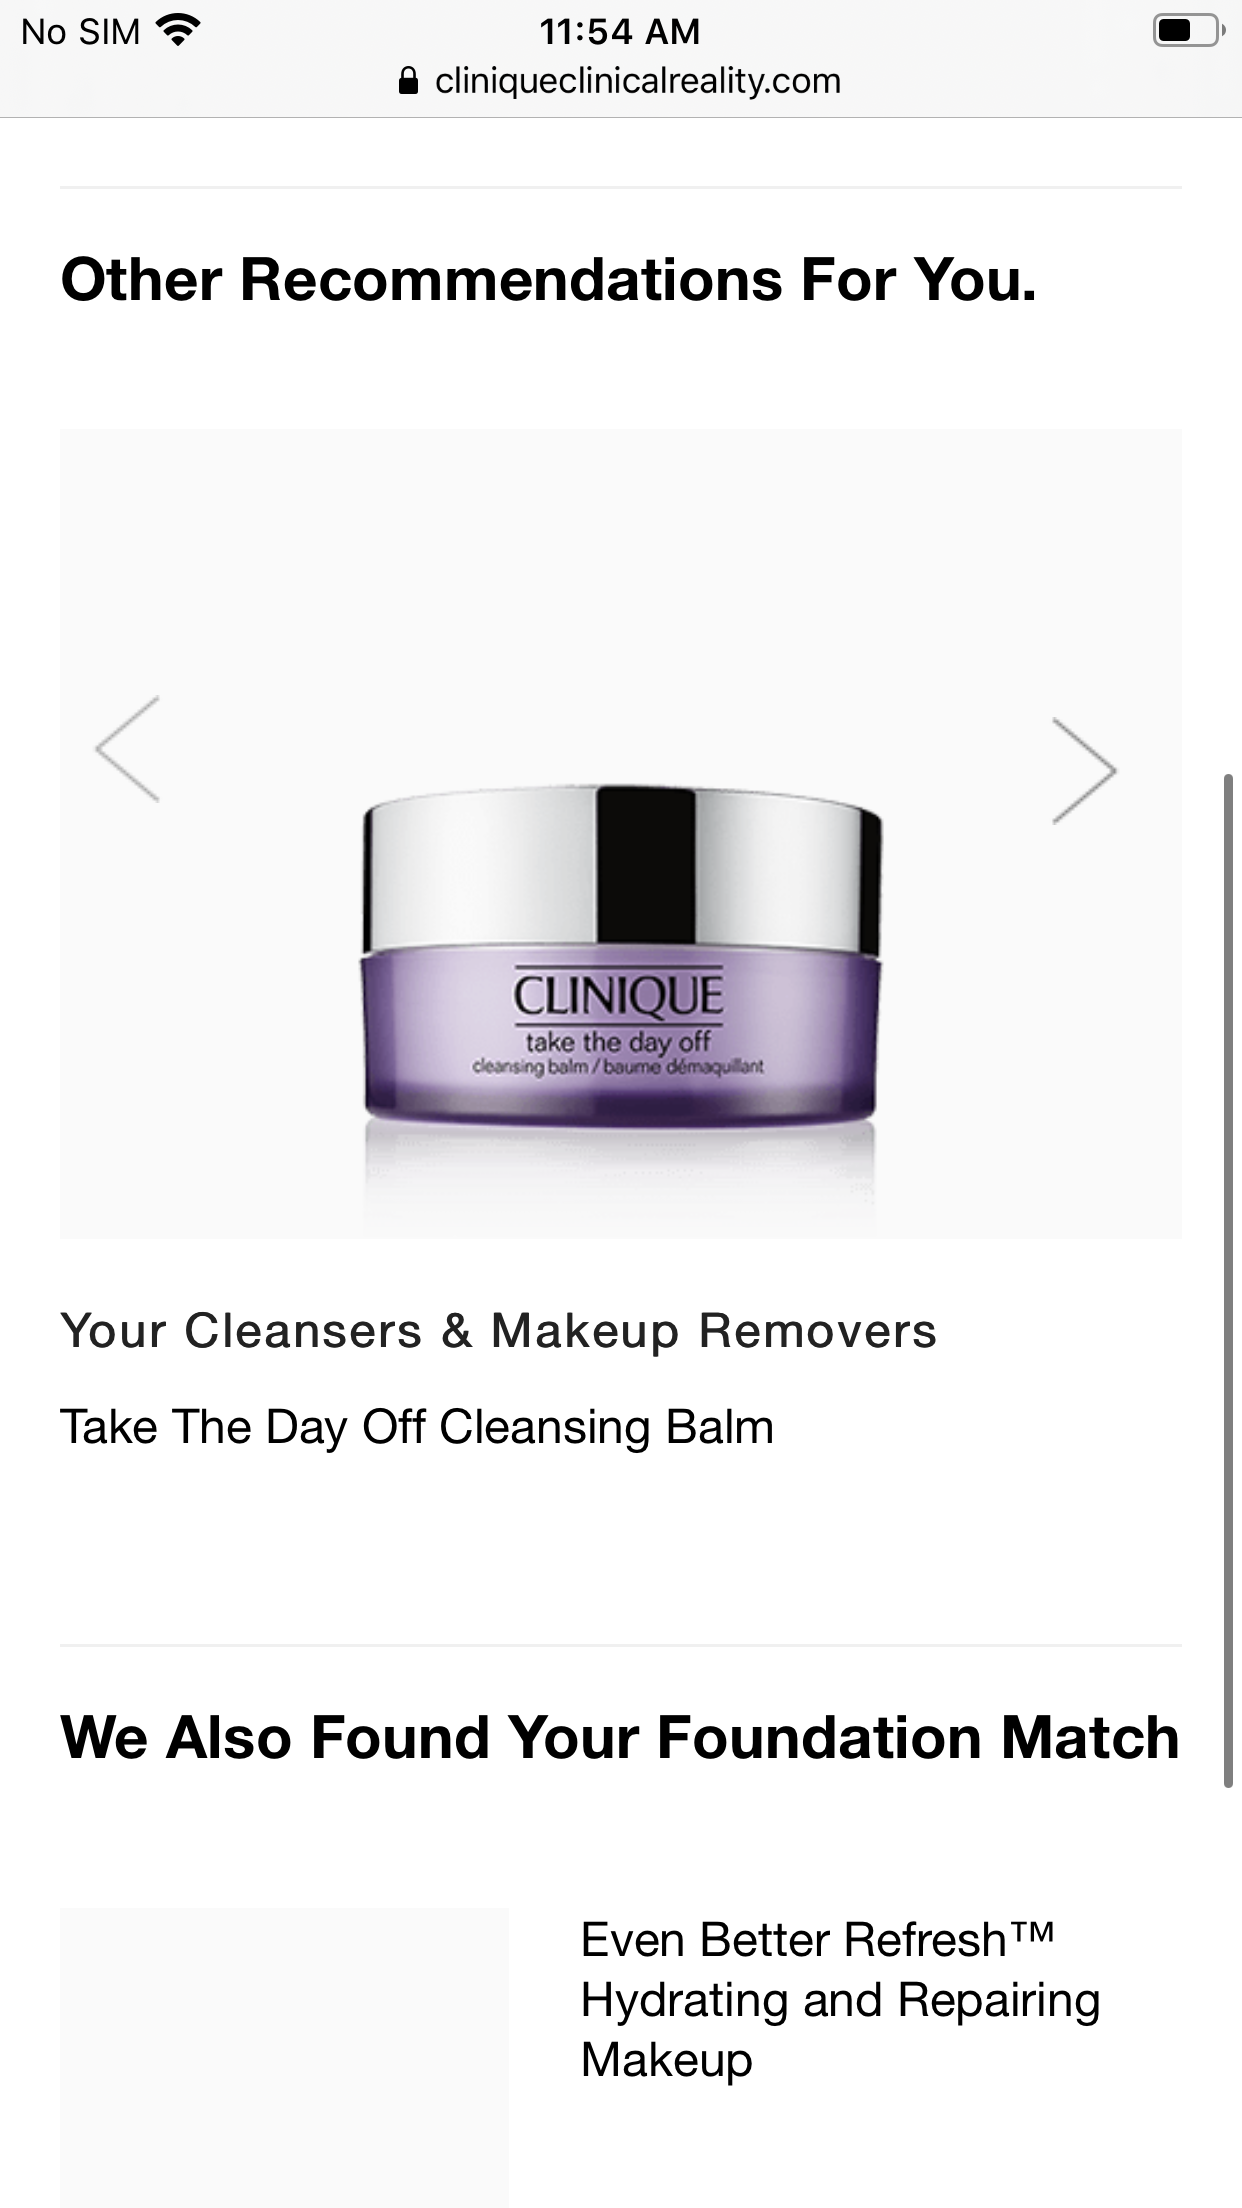 No SIM
11:54 AM
cliniqueclinicalreality.com
Other Recommendations For You.
CLINIQUE
take the day off
cleansing balm / baume démaquillant
Your Cleansers & Makeup Removers
Take The Day Off Cleansing Balm
We Also Found Your Foundation Match
Even Better Refresh™
Hydrating and Repairing
Makeup